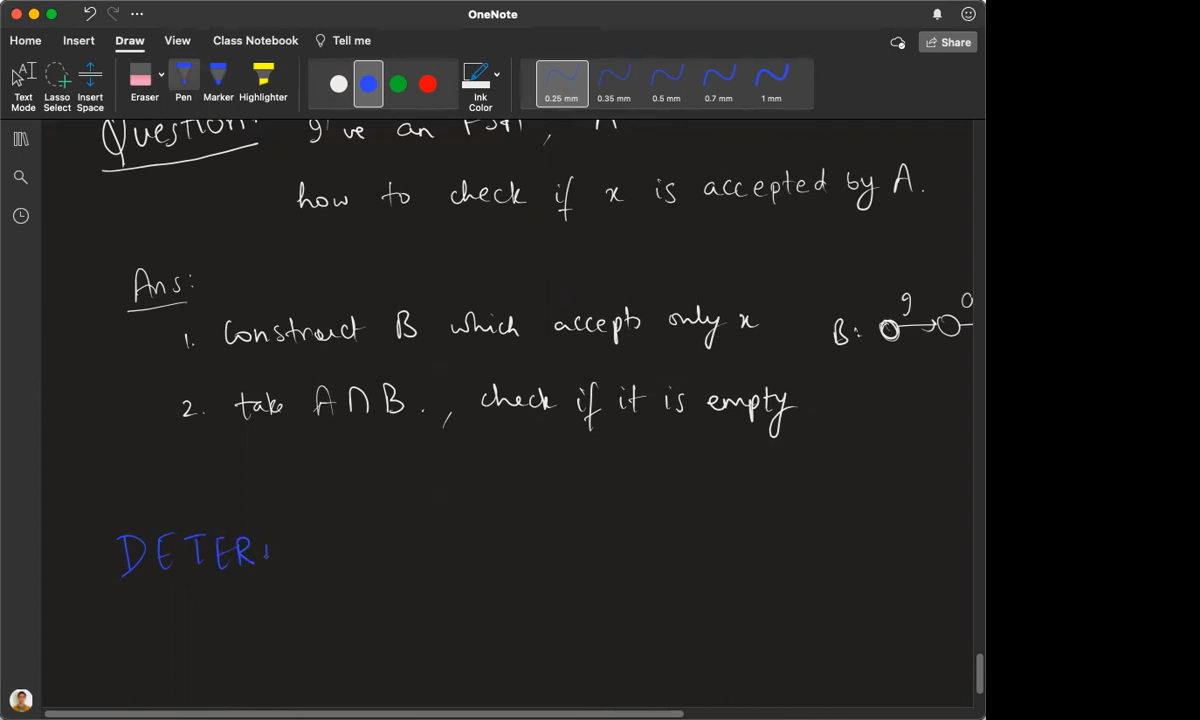 OneNote
Home Insert Draw View Class Notebook Tell me Share
Text Mode Lasso Select Insert Space Eraser Pen Marker Highlighter Ink Color 0.25 mm 0.35 mm 0.5 mm 0.7 mm 1 mm
Question: give an FSA,
how to check if x is accepted by A.
Ans:
1. construct B which accepts only x
B: g
2. take A ∩ B. , check if it is empty
DETER